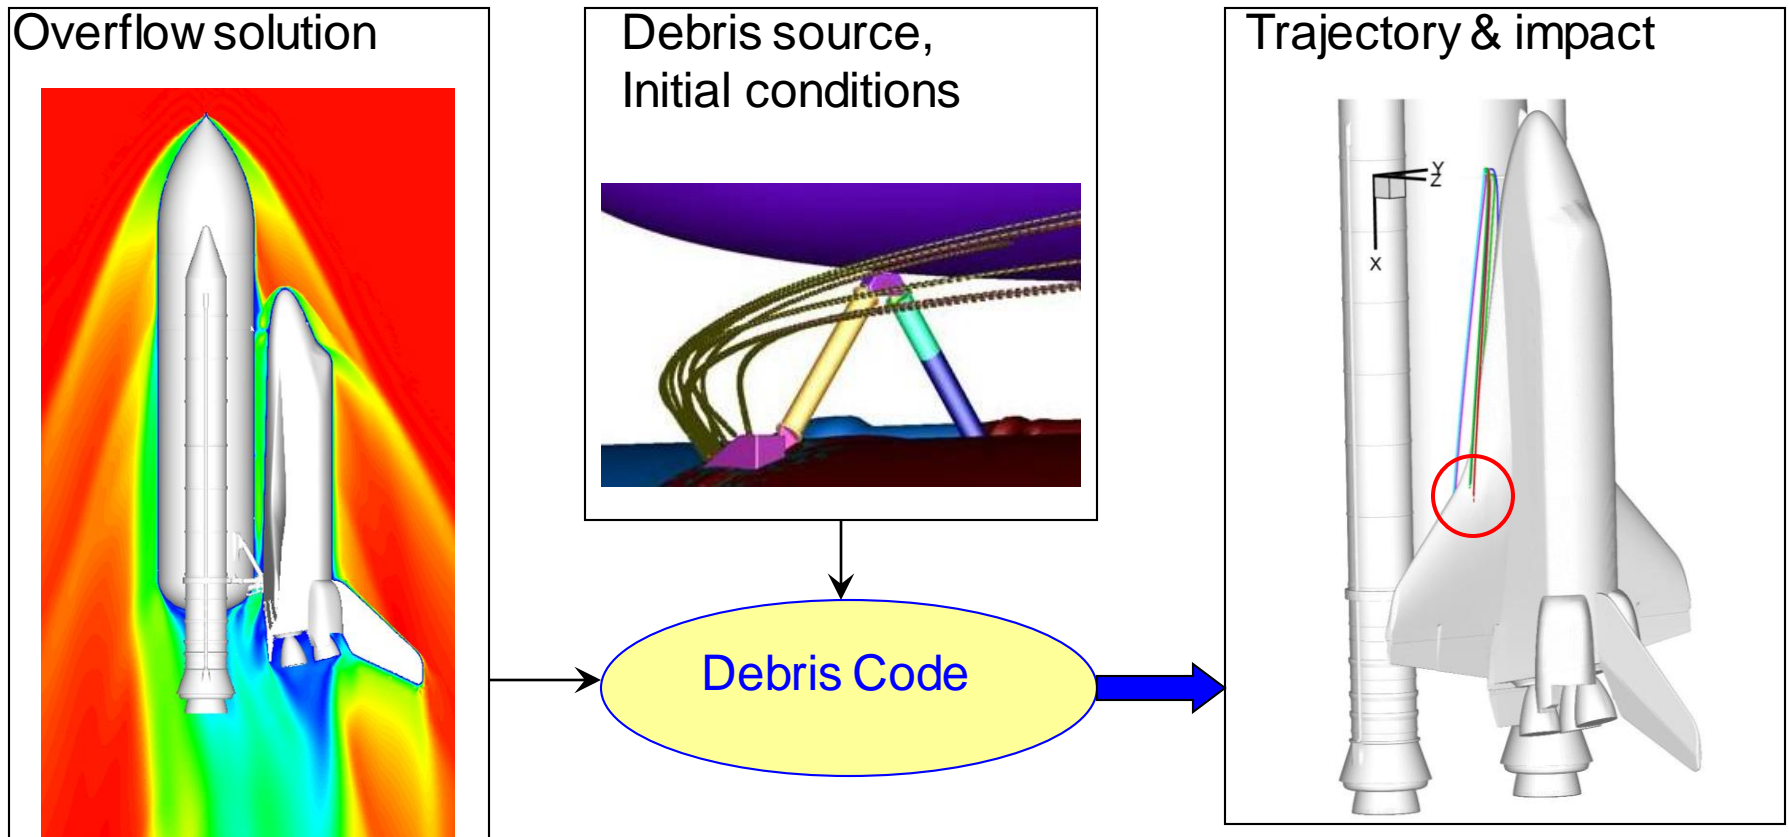 Overflow solution
Debris source,
Initial conditions
Trajectory & impact
Y
Z
X
Debris Code